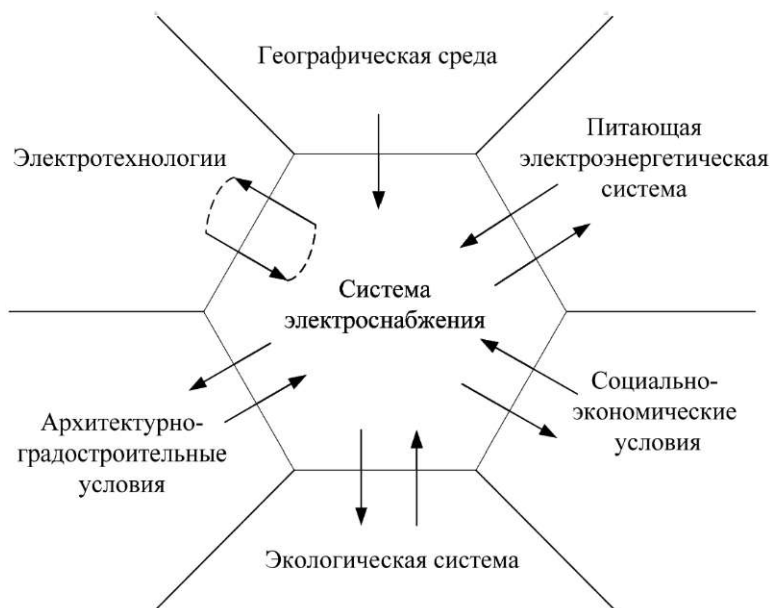 Географическая среда
Электротехнологии
Питающая
электроэнергетическая
система
Система
электроснабжения
Архитектурно-
градостроительные
условия
Социально-
экономические
условия
Экологическая система